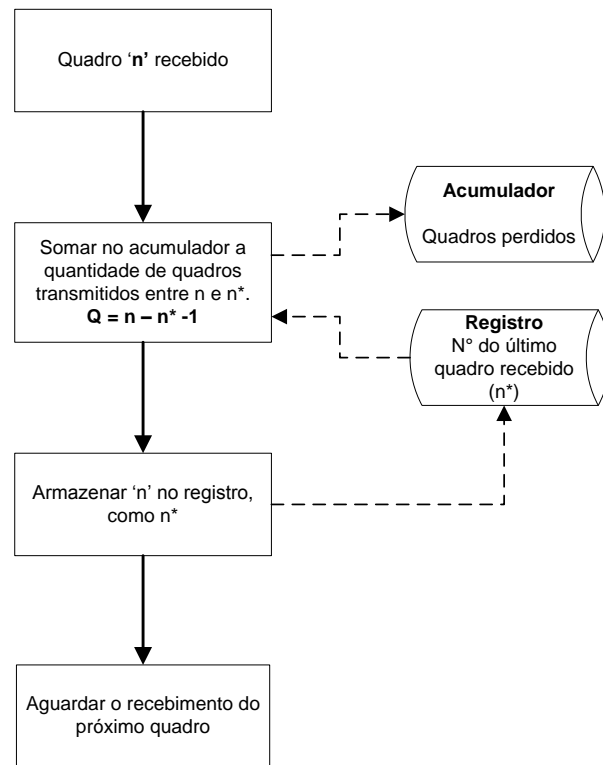 Quadro ‘n’ recebido
Acumulador
Quadros perdidos
Somar no acumulador a
quantidade de quadros
transmitidos entre n e n*.
Q = n – n* -1
Registro
N° do último
quadro recebido
(n*)
Armazenar ‘n’ no registro,
como n*
Aguardar o recebimento do
próximo quadro